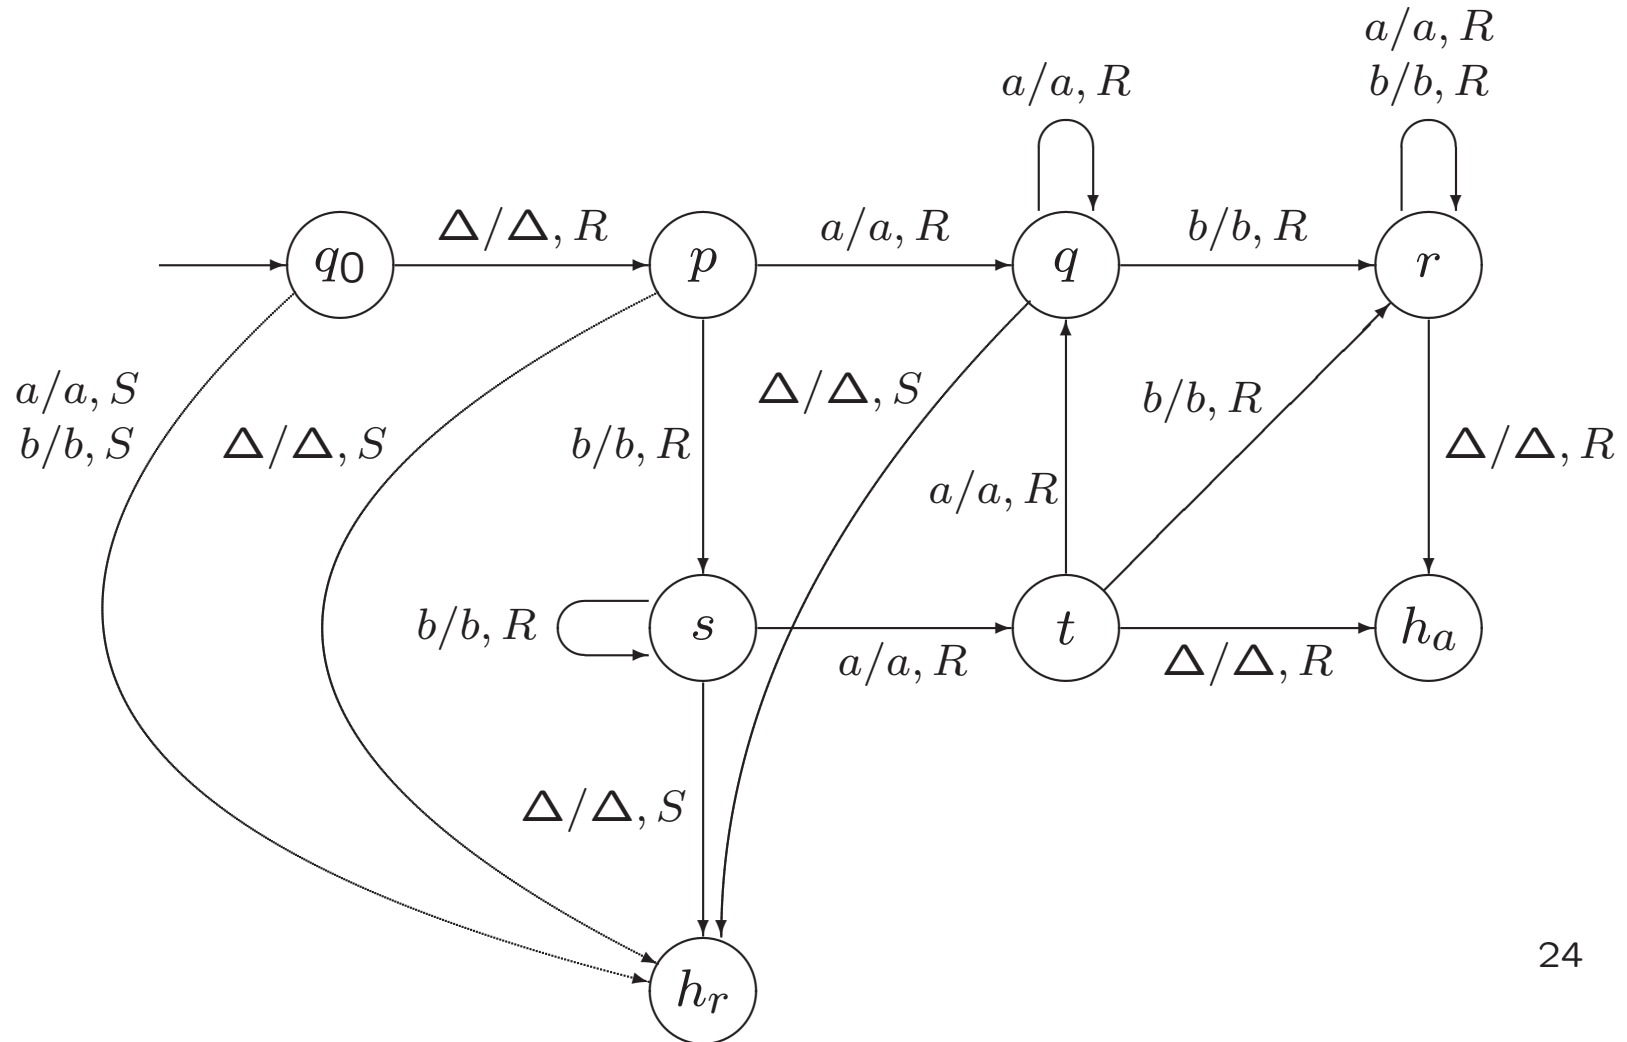 a/a, R
b/b, R
a/a, R
q₀
Δ/Δ, R
p
a/a, R
q
b/b, R
r
a/a, S
b/b, S
Δ/Δ, S
b/b, R
Δ/Δ, S
a/a, R
b/b, R
Δ/Δ, R
b/b, R
s
a/a, R
t
Δ/Δ, R
hₐ
Δ/Δ, S
hᵣ
24